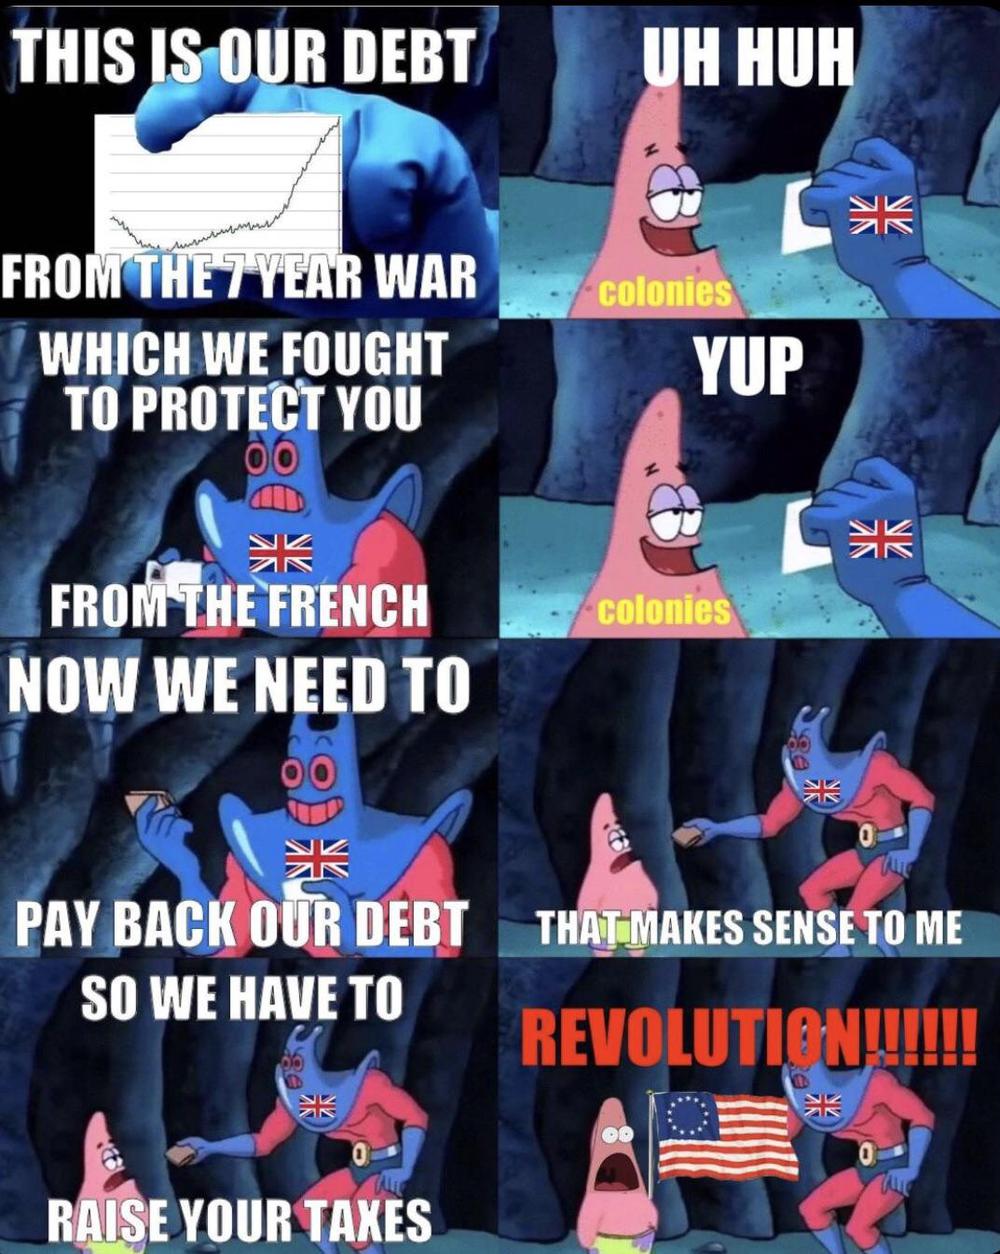 THIS IS OUR DEBT
FROM THE 7 YEAR WAR
UH HUH
colonies
WHICH WE FOUGHT
TO PROTECT YOU
FROM THE FRENCH
YUP
colonies
NOW WE NEED TO
PAY BACK OUR DEBT
THAT MAKES SENSE TO ME
SO WE HAVE TO
RAISE YOUR TAXES
REVOLUTION!!!!!!